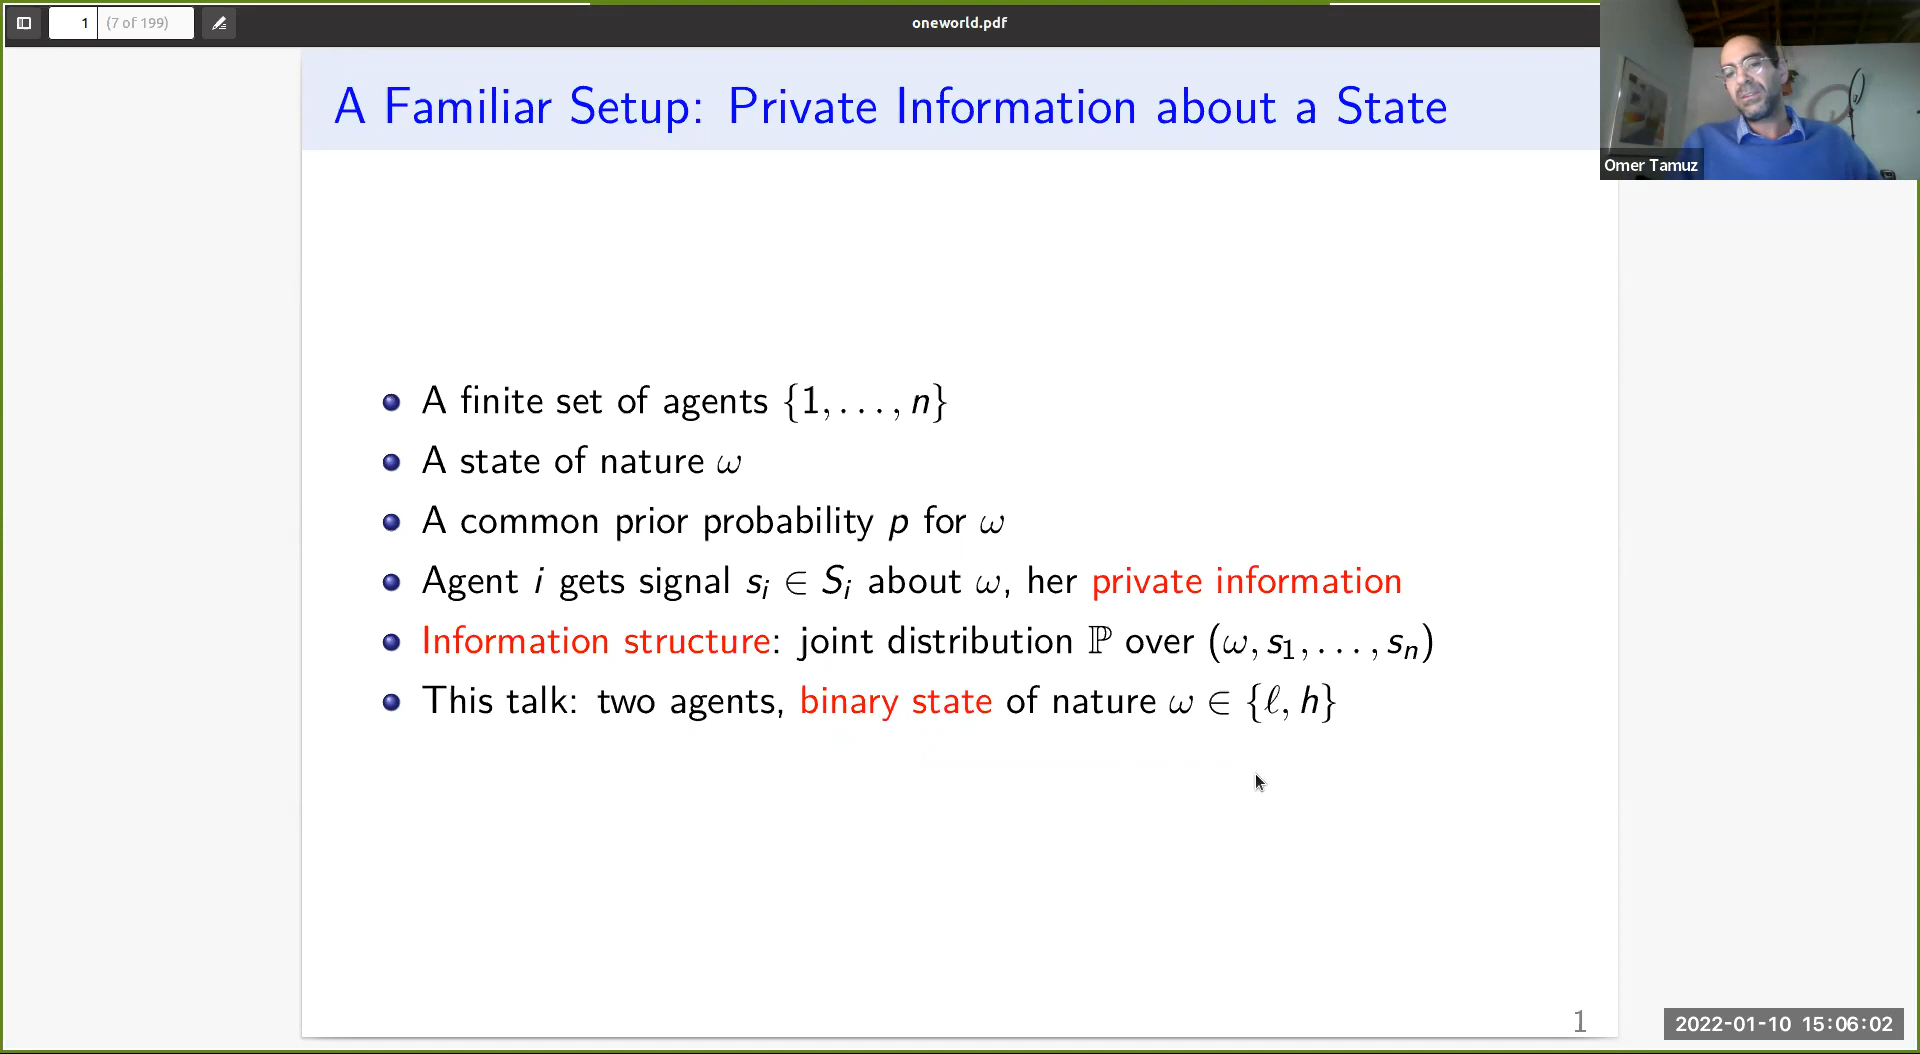 1 (7 of 199)
oneworld.pdf
A Familiar Setup: Private Information about a State
Omer Tamuz
A finite set of agents {1, . . . , n}
A state of nature ω
A common prior probability p for ω
Agent i gets signal sᵢ ∈ Sᵢ about ω, her private information
Information structure: joint distribution ℙ over (ω, s₁, . . . , sₙ)
This talk: two agents, binary state of nature ω ∈ {ℓ, h}
1
2022-01-10 15:06:02